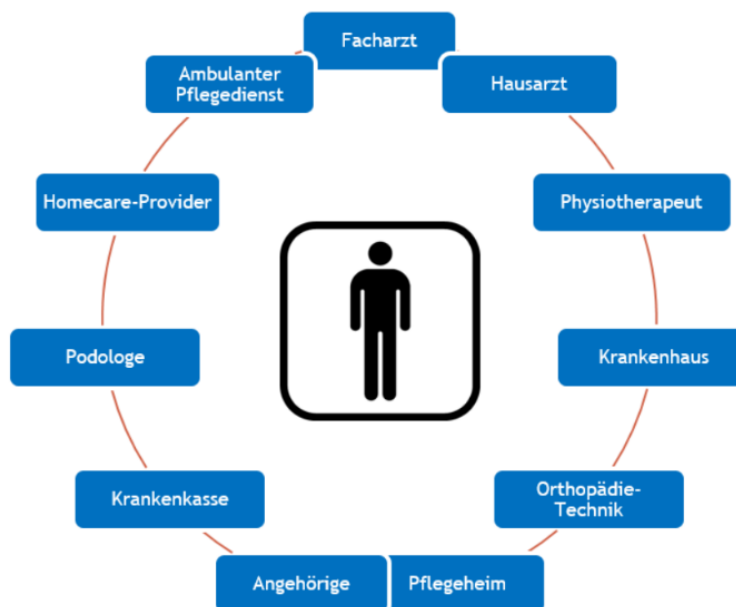 Facharzt
Hausarzt
Physiotherapeut
Krankenhaus
Orthopädie-
Technik
Pflegeheim
Angehörige
Krankenkasse
Podologe
Homecare-Provider
Ambulanter
Pflegedienst